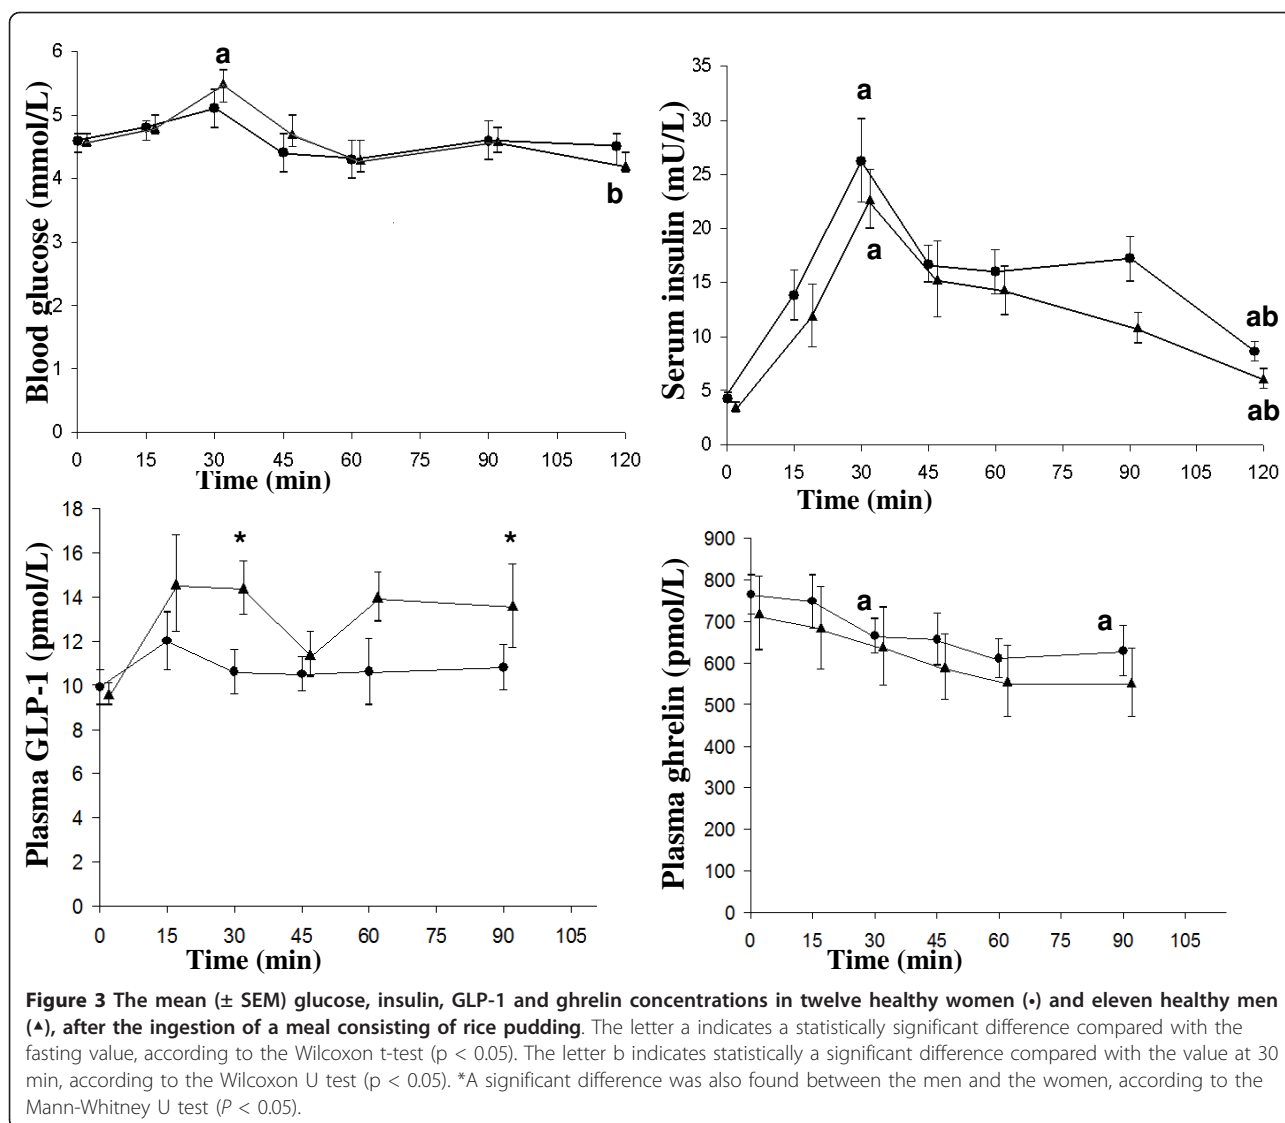 6
5
4
3
2
1
0
Blood glucose (mmol/L)
a
b
0 15 30 45 60 75 90 105 120
Time (min)
35
30
25
20
15
10
5
0
Serum insulin (mU/L)
a
a
ab
ab
0 15 30 45 60 75 90 105 120
Time (min)
18
16
14
12
10
8
6
4
2
0
Plasma GLP-1 (pmol/L)
* *
0 15 30 45 60 75 90 105
Time (min)
900
800
700
600
500
400
300
200
100
0
Plasma ghrelin (pmol/L)
a a
0 15 30 45 60 75 90 105
Time (min)
Figure 3 The mean (± SEM) glucose, insulin, GLP-1 and ghrelin concentrations in twelve healthy women (•) and eleven healthy men
(▲), after the ingestion of a meal consisting of rice pudding. The letter a indicates a statistically significant difference compared with the
fasting value, according to the Wilcoxon t-test (p < 0.05). The letter b indicates statistically a significant difference compared with the value at 30
min, according to the Wilcoxon U test (p < 0.05). *A significant difference was also found between the men and the women, according to the
Mann-Whitney U test (P < 0.05).